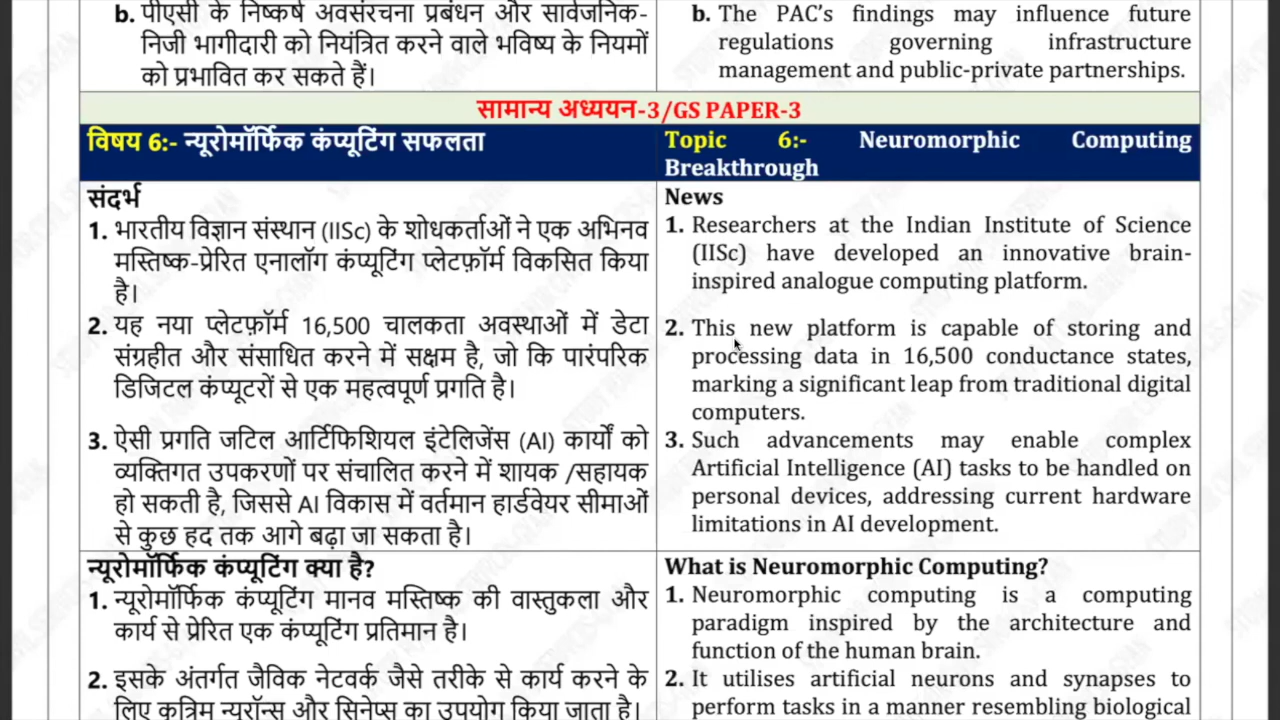 b. पीएसी के निष्कर्ष अवसंरचना प्रबंधन और सार्वजनिक-
निजी भागीदारी को नियंत्रित करने वाले भविष्य के नियमों
को प्रभावित कर सकते हैं।
b. The PAC’s findings may influence future
regulations governing infrastructure
management and public-private partnerships.
सामान्य अध्ययन-3/GS PAPER-3
विषय 6:- न्यूरोमॉर्फिक कंप्यूटिंग सफलता
Topic 6:- Neuromorphic Computing
Breakthrough
संदर्भ
1. भारतीय विज्ञान संस्थान (IISc) के शोधकर्ताओं ने एक अभिनव
मस्तिष्क-प्रेरित एनालॉग कंप्यूटिंग प्लेटफ़ॉर्म विकसित किया
है।
2. यह नया प्लेटफ़ॉर्म 16,500 चालकता अवस्थाओं में डेटा
संग्रहीत और संसाधित करने में सक्षम है, जो कि पारंपरिक
डिजिटल कंप्यूटरों से एक महत्वपूर्ण प्रगति है।
3. ऐसी प्रगति जटिल आर्टिफिशियल इंटेलिजेंस (AI) कार्यों को
व्यक्तिगत उपकरणों पर संचालित करने में शायक /सहायक
हो सकती है, जिससे AI विकास में वर्तमान हार्डवेयर सीमाओं
से कुछ हद तक आगे बढ़ा जा सकता है।
News
1. Researchers at the Indian Institute of Science
(IISc) have developed an innovative brain-
inspired analogue computing platform.
2. This new platform is capable of storing and
processing data in 16,500 conductance states,
marking a significant leap from traditional digital
computers.
3. Such advancements may enable complex
Artificial Intelligence (AI) tasks to be handled on
personal devices, addressing current hardware
limitations in AI development.
न्यूरोमॉर्फिक कंप्यूटिंग क्या है?
1. न्यूरोमॉर्फिक कंप्यूटिंग मानव मस्तिष्क की वास्तुकला और
कार्य से प्रेरित एक कंप्यूटिंग प्रतिमान है।
2. इसके अंतर्गत जैविक नेटवर्क जैसे तरीके से कार्य करने के
लिए कृत्रिम न्यूरॉन्स और सिनेप्स का उपयोग किया जाता है।
What is Neuromorphic Computing?
1. Neuromorphic computing is a computing
paradigm inspired by the architecture and
function of the human brain.
2. It utilises artificial neurons and synapses to
perform tasks in a manner resembling biological